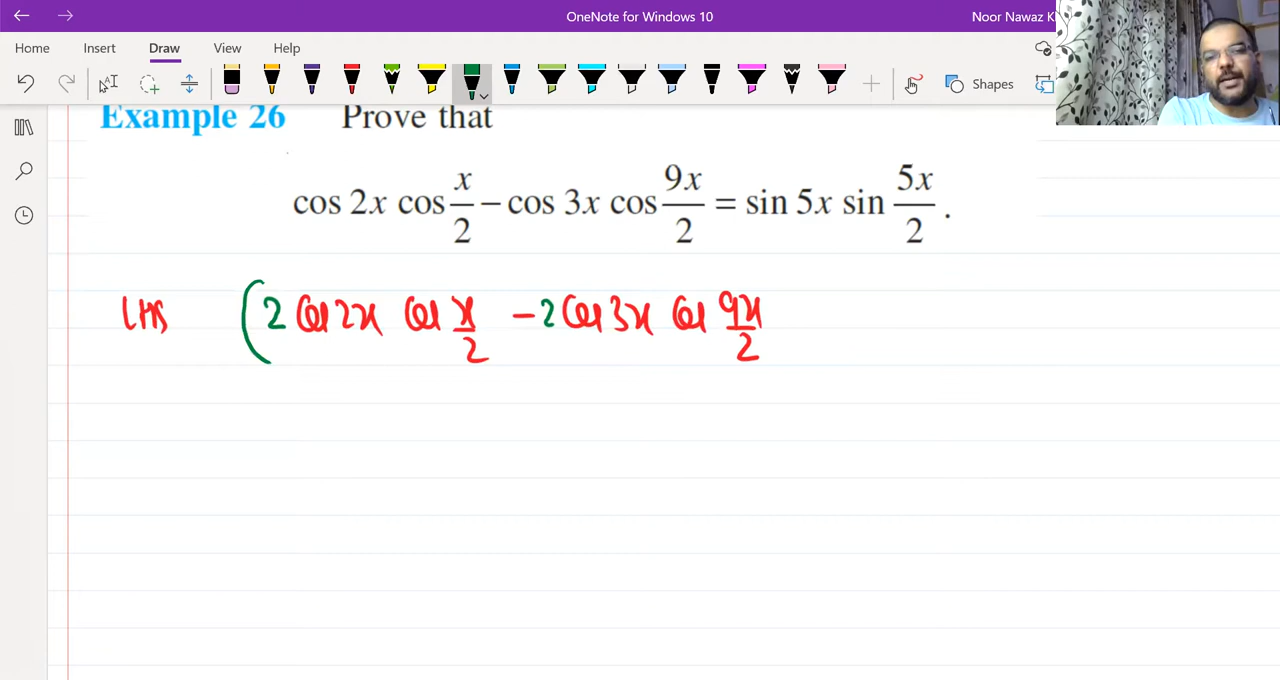 OneNote for Windows 10
Noor Nawaz K
Home Insert Draw View Help
Shapes
Example 26 Prove that
cos 2x cos x/2 − cos 3x cos 9x/2 = sin 5x sin 5x/2 .
LHS (2 Cos 2x Cos x/2 − 2 Cos 3x Cos 9x/2